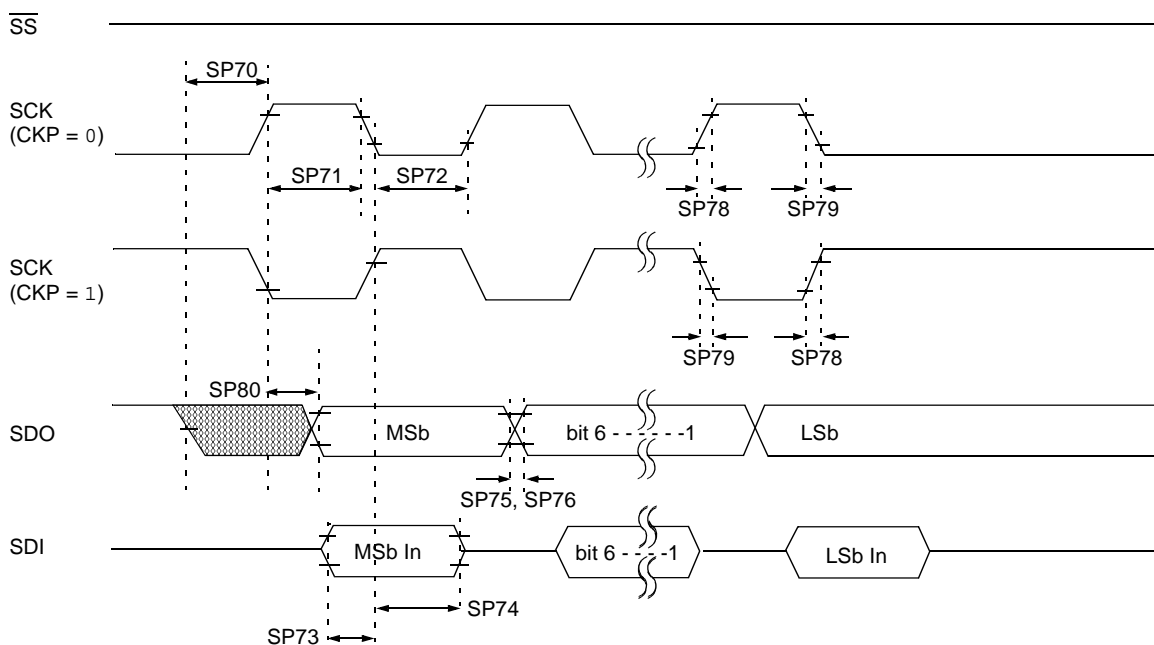 SS
SP70
SCK
(CKP = 0)
SP71
SP72
SP78
SP79
SCK
(CKP = 1)
SP79
SP78
SP80
SDO
MSb
bit 6 - - - - - -1
LSb
SP75, SP76
SDI
MSb In
bit 6 - - - - -1
LSb In
SP74
SP73